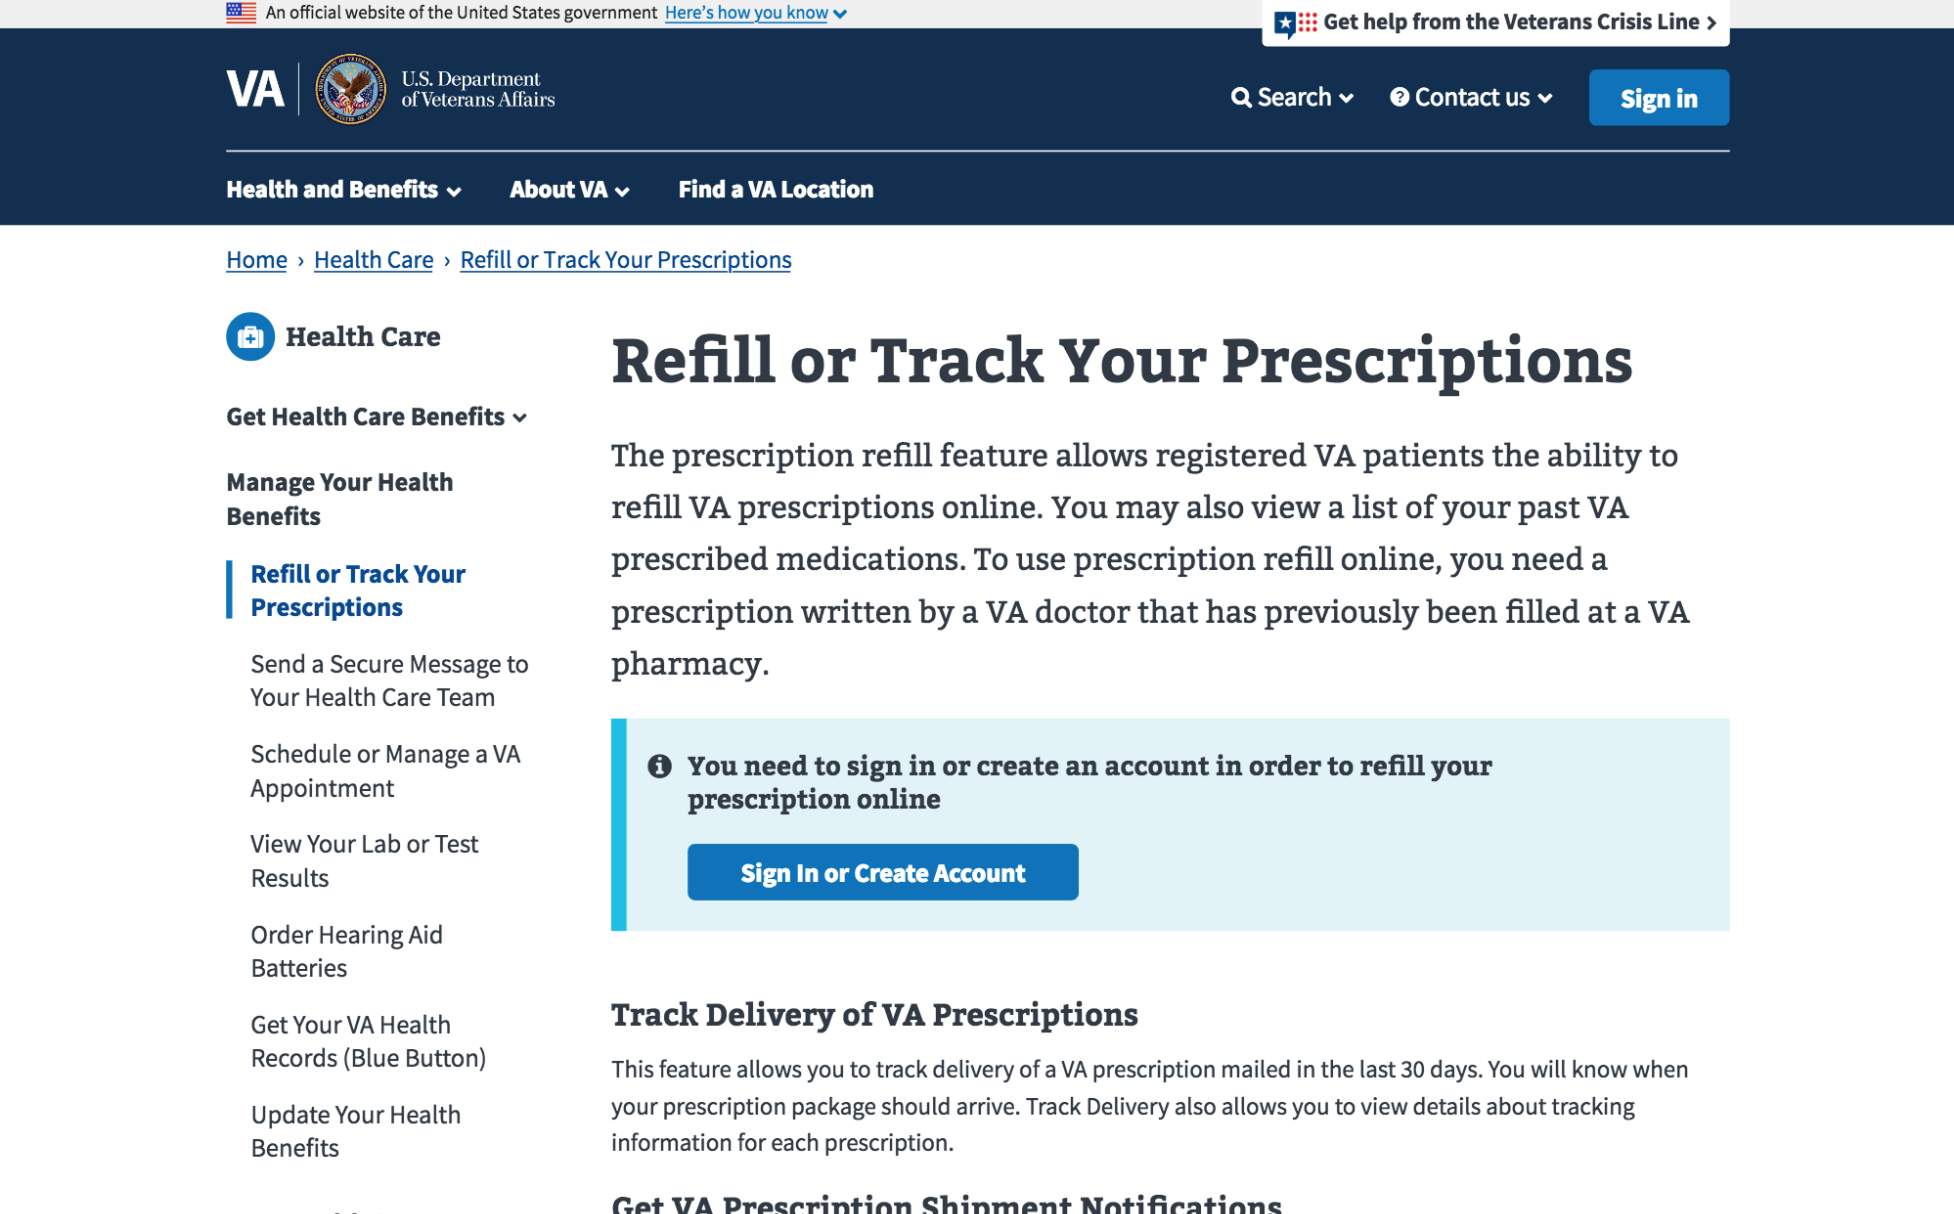 An official website of the United States government Here’s how you know
Get help from the Veterans Crisis Line
VA
U.S. Department
of Veterans Affairs
Search
Contact us
Sign in
Health and Benefits
About VA
Find a VA Location
Home › Health Care › Refill or Track Your Prescriptions
Health Care
Get Health Care Benefits
Manage Your Health
Benefits
Refill or Track Your
Prescriptions
Send a Secure Message to
Your Health Care Team
Schedule or Manage a VA
Appointment
View Your Lab or Test
Results
Order Hearing Aid
Batteries
Get Your VA Health
Records (Blue Button)
Update Your Health
Benefits
Refill or Track Your Prescriptions
The prescription refill feature allows registered VA patients the ability to
refill VA prescriptions online. You may also view a list of your past VA
prescribed medications. To use prescription refill online, you need a
prescription written by a VA doctor that has previously been filled at a VA
pharmacy.
You need to sign in or create an account in order to refill your
prescription online
Sign In or Create Account
Track Delivery of VA Prescriptions
This feature allows you to track delivery of a VA prescription mailed in the last 30 days. You will know when
your prescription package should arrive. Track Delivery also allows you to view details about tracking
information for each prescription.
Get VA Prescription Shipment Notifications